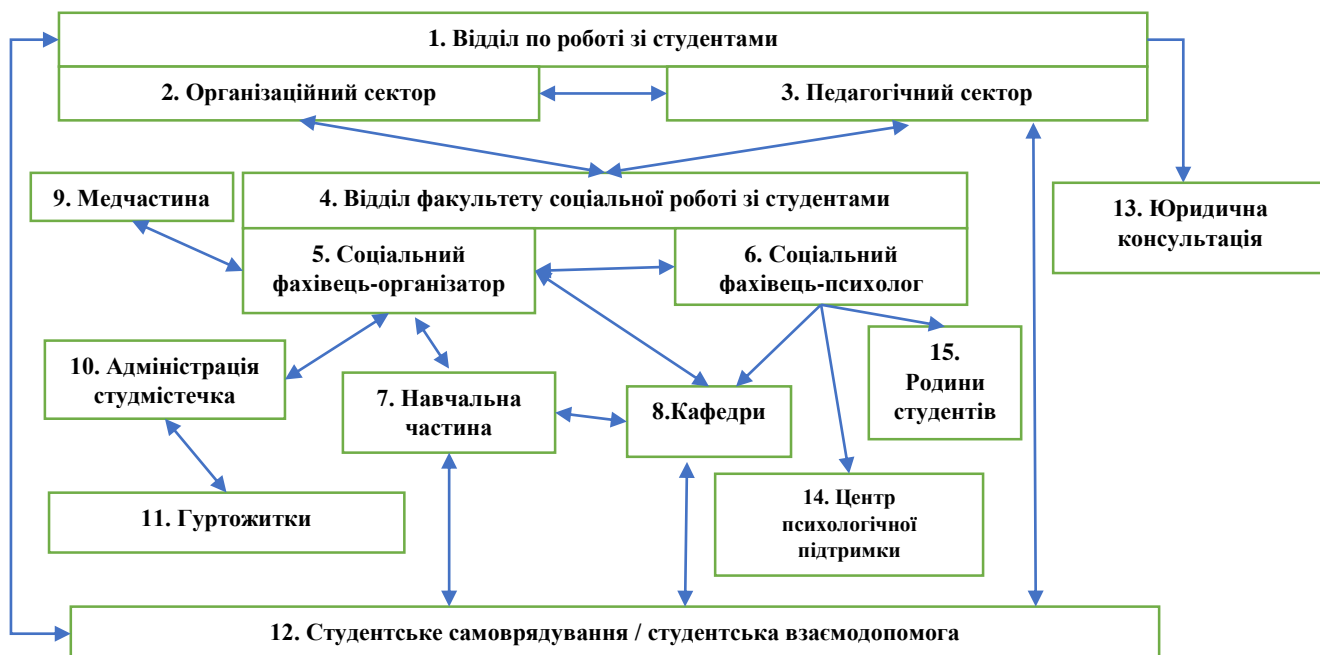 1. Відділ по роботі зі студентами
2. Організаційний сектор
3. Педагогічний сектор
9. Медчастина
4. Відділ факультету соціальної роботі зі студентами
13. Юридична
консультація
5. Соціальний
фахівець-організатор
6. Соціальний
фахівець-психолог
10. Адміністрація
студмістечка
7. Навчальна
частина
8.Кафедри
15.
Родини
студентів
11. Гуртожитки
14. Центр
психологічної
підтримки
12. Студентське самоврядування / студентська взаємодопомога